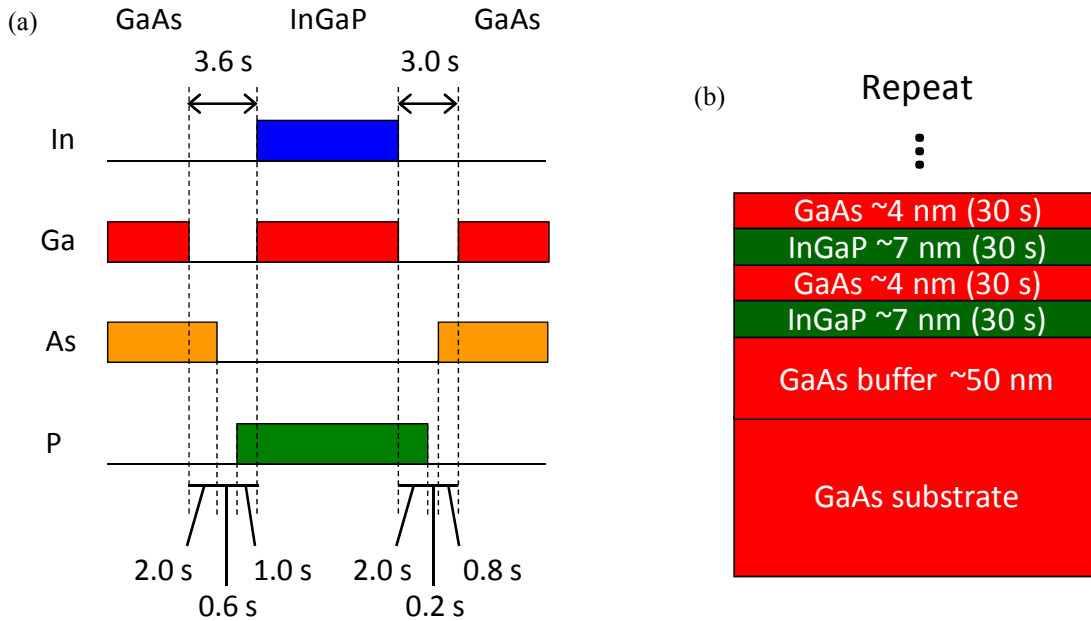 (a)
GaAs InGaP GaAs
3.6 s 3.0 s
In
Ga
As
P
2.0 s 1.0 s 2.0 s 0.8 s
0.6 s 0.2 s
(b)
Repeat
GaAs ~4 nm (30 s)
InGaP ~7 nm (30 s)
GaAs ~4 nm (30 s)
InGaP ~7 nm (30 s)
GaAs buffer ~50 nm
GaAs substrate